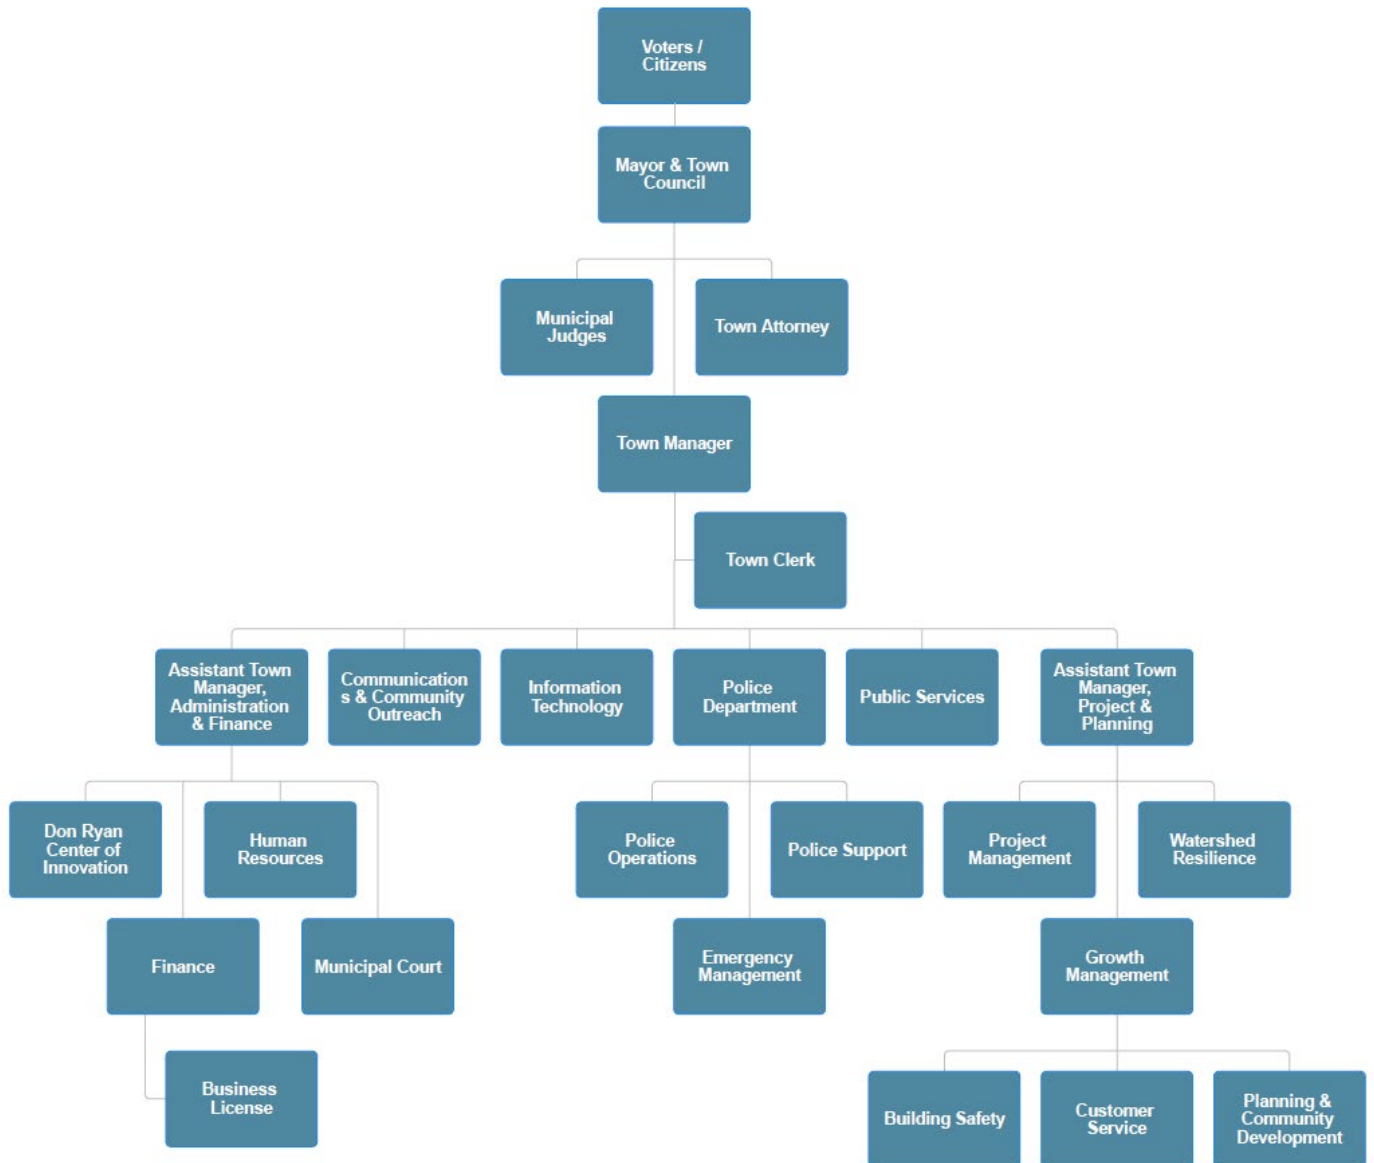 Voters /
Citizens
Mayor & Town
Council
Municipal
Judges
Town Attorney
Town Manager
Town Clerk
Assistant Town
Manager,
Administration
& Finance
Communication
s & Community
Outreach
Information
Technology
Police
Department
Public Services
Assistant Town
Manager,
Project &
Planning
Don Ryan
Center of
Innovation
Human
Resources
Police
Operations
Police Support
Project
Management
Watershed
Resilience
Finance
Municipal Court
Emergency
Management
Growth
Management
Business
License
Building Safety
Customer
Service
Planning &
Community
Development